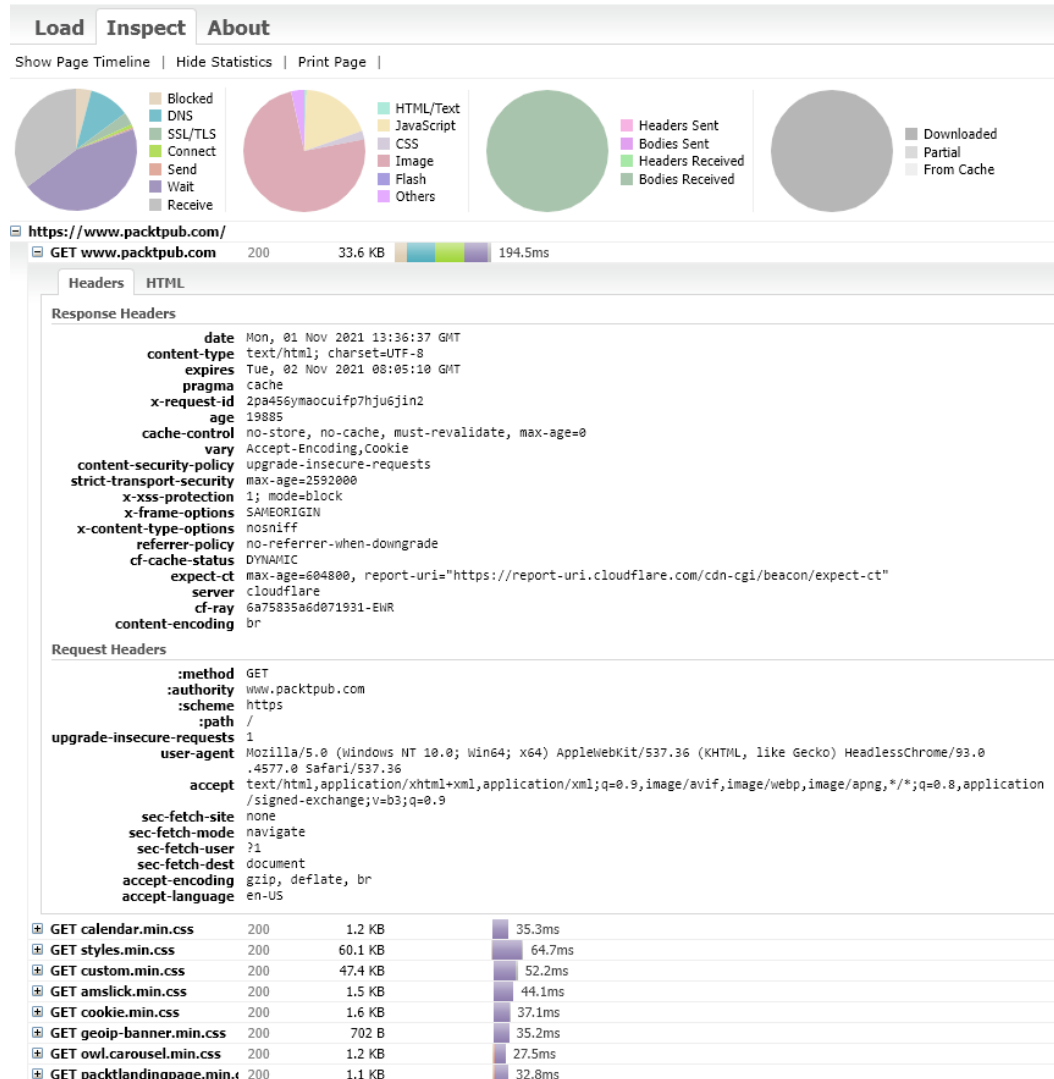 Load Inspect About
Show Page Timeline | Hide Statistics | Print Page |
Blocked
DNS
SSL/TLS
Connect
Send
Wait
Receive
HTML/Text
JavaScript
CSS
Image
Flash
Others
Headers Sent
Bodies Sent
Headers Received
Bodies Received
Downloaded
Partial
From Cache
https://www.packtpub.com/
GET www.packtpub.com 200 33.6 KB 194.5ms
Headers HTML
Response Headers
date Mon, 01 Nov 2021 13:36:37 GMT
content-type text/html; charset=UTF-8
expires Tue, 02 Nov 2021 08:05:10 GMT
pragma cache
x-request-id 2pa456ymaocuifp7hju6jin2
age 19885
cache-control no-store, no-cache, must-revalidate, max-age=0
vary Accept-Encoding,Cookie
content-security-policy upgrade-insecure-requests
strict-transport-security max-age=2592000
x-xss-protection 1; mode=block
x-frame-options SAMEORIGIN
x-content-type-options nosniff
referrer-policy no-referrer-when-downgrade
cf-cache-status DYNAMIC
expect-ct max-age=604800, report-uri="https://report-uri.cloudflare.com/cdn-cgi/beacon/expect-ct"
server cloudflare
cf-ray 6a75835a6d071931-EWR
content-encoding br
Request Headers
:method GET
:authority www.packtpub.com
:scheme https
:path /
upgrade-insecure-requests 1
user-agent Mozilla/5.0 (Windows NT 10.0; Win64; x64) AppleWebKit/537.36 (KHTML, like Gecko) HeadlessChrome/93.0
.4577.0 Safari/537.36
accept text/html,application/xhtml+xml,application/xml;q=0.9,image/avif,image/webp,image/apng,*/*;q=0.8,application
/signed-exchange;v=b3;q=0.9
sec-fetch-site none
sec-fetch-mode navigate
sec-fetch-user ?1
sec-fetch-dest document
accept-encoding gzip, deflate, br
accept-language en-US
GET calendar.min.css 200 1.2 KB 35.3ms
GET styles.min.css 200 60.1 KB 64.7ms
GET custom.min.css 200 47.4 KB 52.2ms
GET amslick.min.css 200 1.5 KB 44.1ms
GET cookie.min.css 200 1.6 KB 37.1ms
GET geoip-banner.min.css 200 702 B 35.2ms
GET owl.carousel.min.css 200 1.2 KB 27.5ms
GET packtlandingpage.min.c 200 1.1 KB 32.8ms